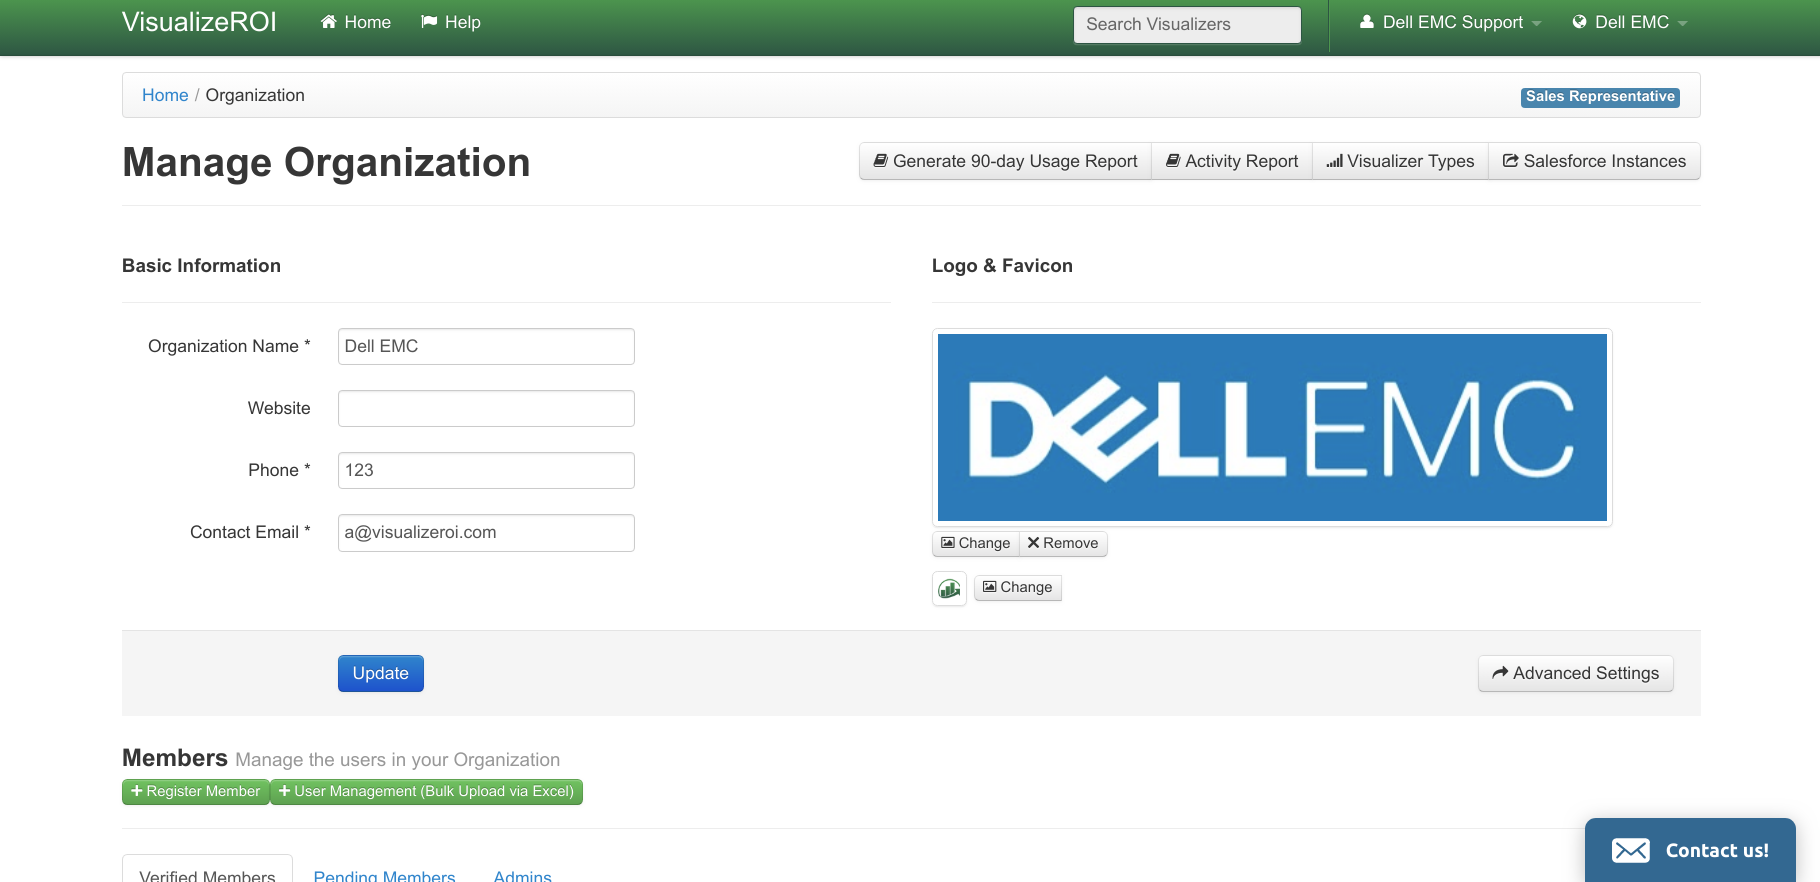 VisualizeROI Home Help Search Visualizers Dell EMC Support Dell EMC
Home / Organization Sales Representative
Manage Organization Generate 90-day Usage Report Activity Report Visualizer Types Salesforce Instances
Basic Information
Organization Name * Dell EMC
Website
Phone * 123
Contact Email * a@visualizeroi.com
Logo & Favicon
DELLEMC
Change Remove
Change
Update Advanced Settings
Members Manage the users in your Organization
Register Member User Management (Bulk Upload via Excel)
Verified Members Pending Members Admins
Contact us!